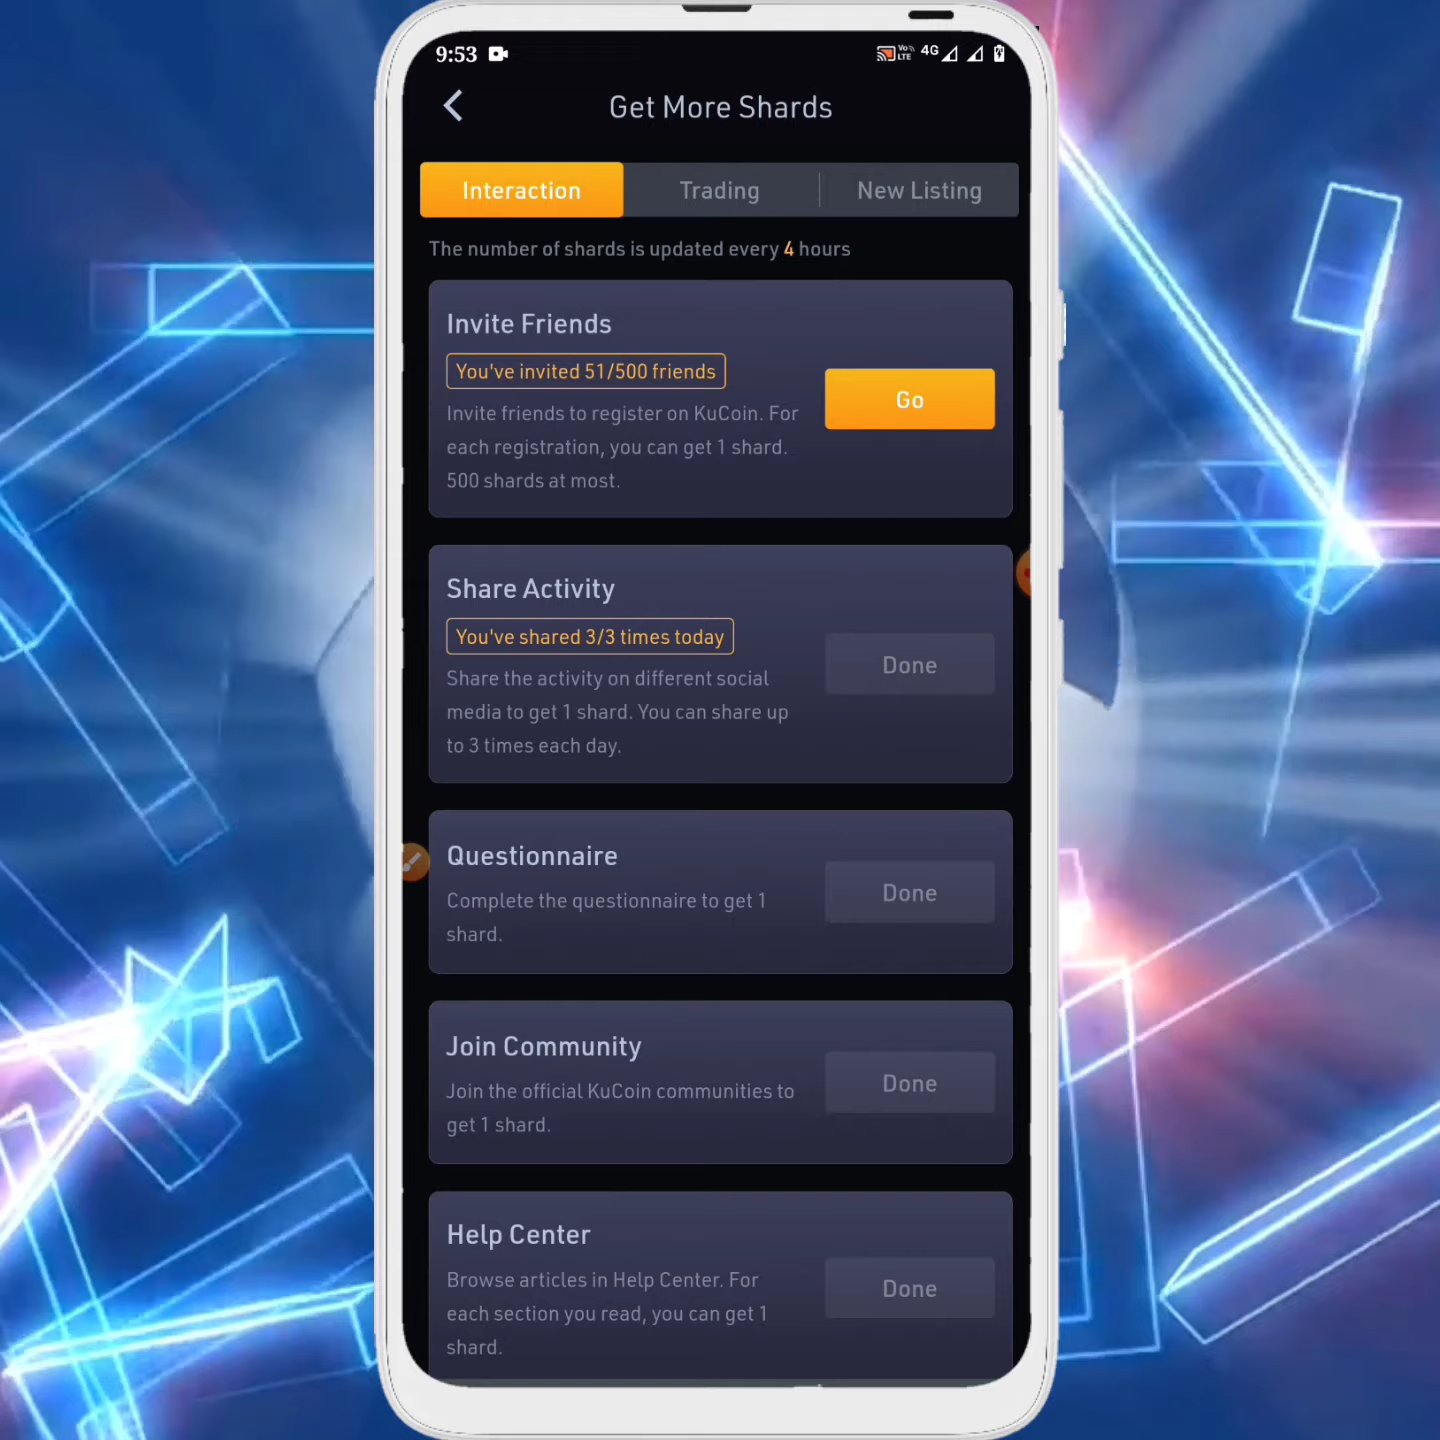 9:53
Vo
LTE
4G
Get More Shards
Interaction
Trading
New Listing
The number of shards is updated every 4 hours
Invite Friends
You've invited 51/500 friends
Invite friends to register on KuCoin. For
each registration, you can get 1 shard.
500 shards at most.
Go
Share Activity
You've shared 3/3 times today
Share the activity on different social
media to get 1 shard. You can share up
to 3 times each day.
Done
Questionnaire
Complete the questionnaire to get 1
shard.
Done
Join Community
Join the official KuCoin communities to
get 1 shard.
Done
Help Center
Browse articles in Help Center. For
each section you read, you can get 1
shard.
Done